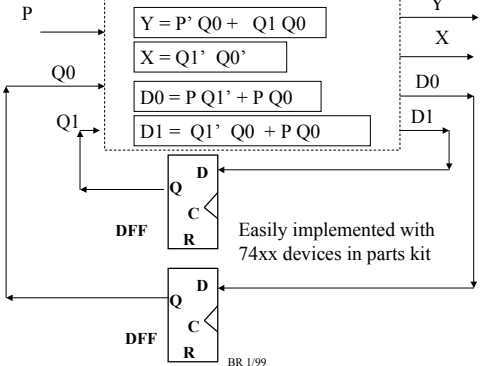 Y
P
Y = P' Q0 + Q1 Q0
X
X = Q1' Q0'
Q0
D0
D0 = P Q1' + P Q0
Q1
D1
D1 = Q1' Q0 + P Q0
D
Q
C
DFF
R
Easily implemented with
74xx devices in parts kit
D
Q
C
DFF
R
BR 1/99